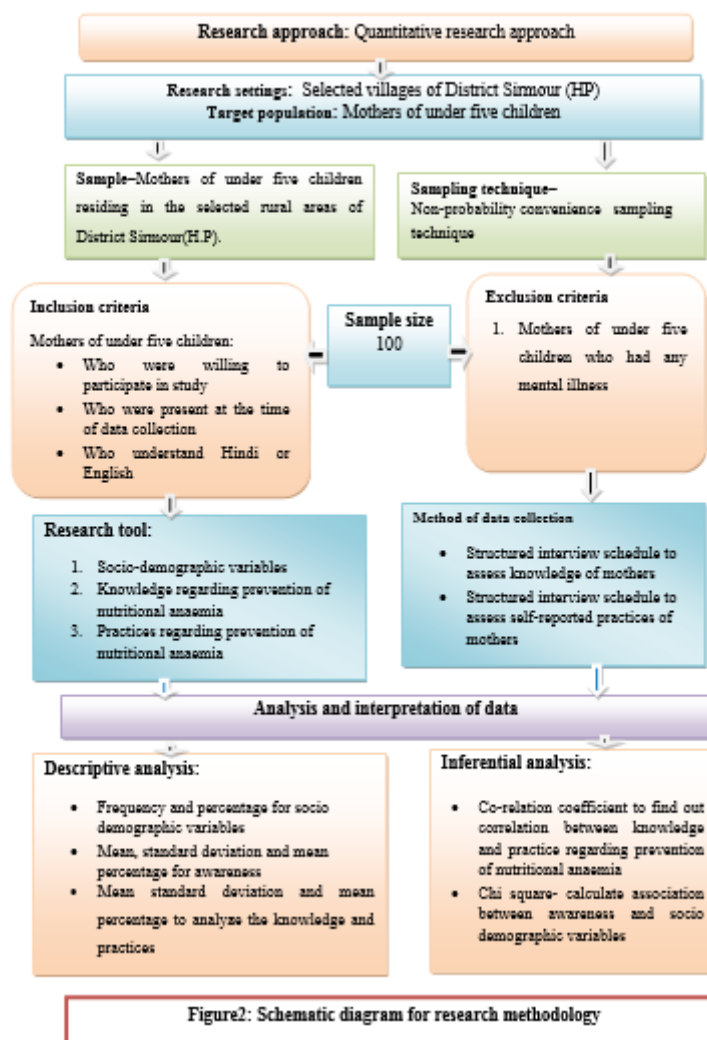 Research approach: Quantitative research approach
Research settings: Selected villages of District Sirmour (HP)
Target population: Mothers of under five children
Sample–Mothers of under five children
residing in the selected rural areas of
District Sirmour(H.P).
Sampling technique–
Non-probability convenience sampling
technique
Inclusion criteria
Mothers of under five children:
• Who were willing to
participate in study
• Who were present at the time
of data collection
• Who understand Hindi or
English
Sample size
100
Exclusion criteria
1. Mothers of under five
children who had any
mental illness
Research tool:
1. Socio-demographic variables
2. Knowledge regarding prevention of
nutritional anaemia
3. Practices regarding prevention of
nutritional anaemia
Method of data collection
• Structured interview schedule to
assess knowledge of mothers
• Structured interview schedule to
assess self-reported practices of
mothers
Analysis and interpretation of data
Descriptive analysis:
• Frequency and percentage for socio
demographic variables
• Mean, standard deviation and mean
percentage for awareness
• Mean standard deviation and mean
percentage to analyze the knowledge and
practices
Inferential analysis:
• Co-relation coefficient to find out
correlation between knowledge
and practice regarding prevention
of nutritional anaemia
• Chi square- calculate association
between awareness and socio
demographic variables
Figure2: Schematic diagram for research methodology